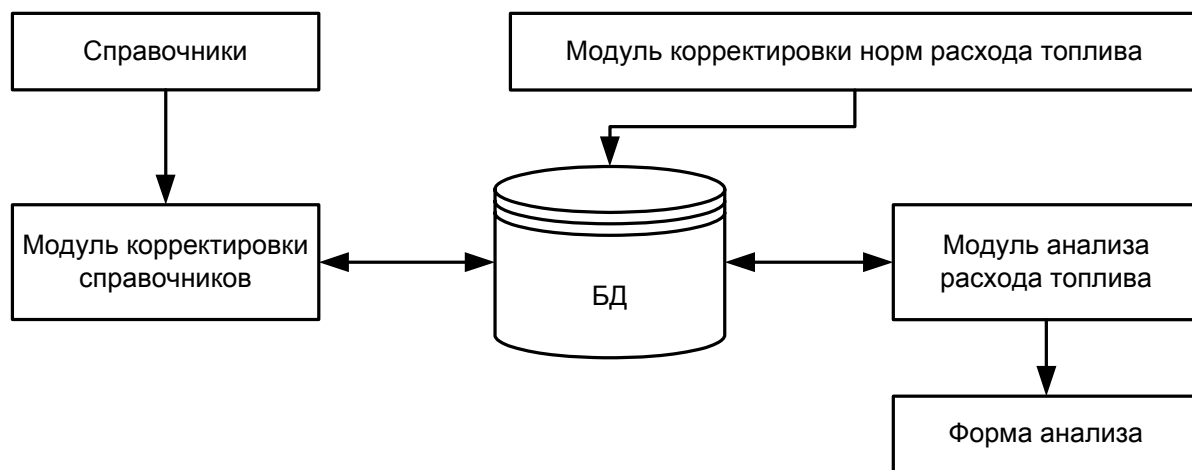 Справочники
Модуль корректировки норм расхода топлива
Модуль корректировки
справочников
БД
Модуль анализа
расхода топлива
Форма анализа